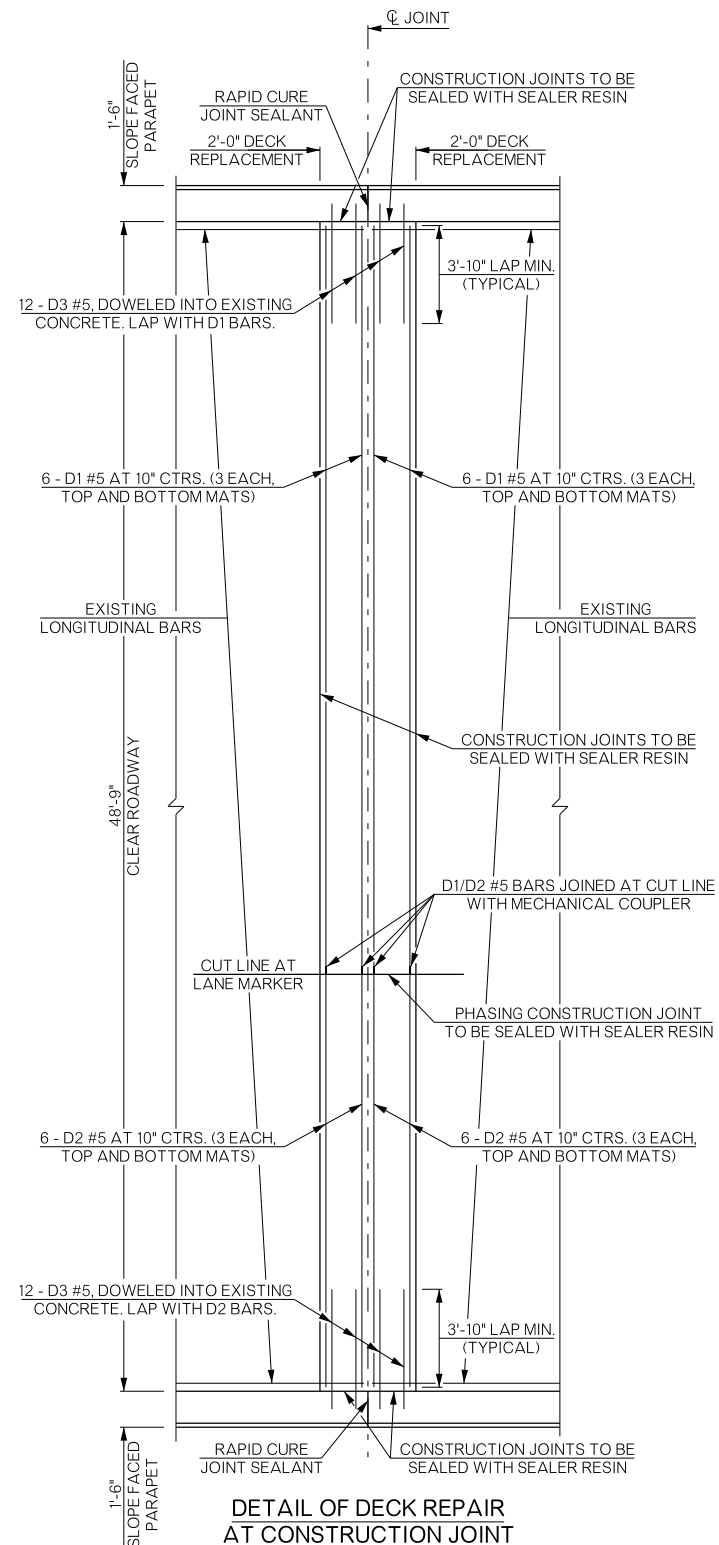 ℄ JOINT
1'-6"
SLOPE FACED
PARAPET
RAPID CURE
JOINT SEALANT
CONSTRUCTION JOINTS TO BE
SEALED WITH SEALER RESIN
2'-0" DECK
REPLACEMENT
2'-0" DECK
REPLACEMENT
3'-10" LAP MIN.
(TYPICAL)
12 - D3 #5, DOWELED INTO EXISTING
CONCRETE. LAP WITH D1 BARS.
6 - D1 #5 AT 10" CTRS. (3 EACH,
TOP AND BOTTOM MATS)
6 - D1 #5 AT 10" CTRS. (3 EACH,
TOP AND BOTTOM MATS)
EXISTING
LONGITUDINAL BARS
EXISTING
LONGITUDINAL BARS
CONSTRUCTION JOINTS TO BE
SEALED WITH SEALER RESIN
48'-9"
CLEAR ROADWAY
D1/D2 #5 BARS JOINED AT CUT LINE
WITH MECHANICAL COUPLER
CUT LINE AT
LANE MARKER
PHASING CONSTRUCTION JOINT
TO BE SEALED WITH SEALER RESIN
6 - D2 #5 AT 10" CTRS. (3 EACH,
TOP AND BOTTOM MATS)
6 - D2 #5 AT 10" CTRS. (3 EACH,
TOP AND BOTTOM MATS)
12 - D3 #5, DOWELED INTO EXISTING
CONCRETE. LAP WITH D2 BARS.
3'-10" LAP MIN.
(TYPICAL)
RAPID CURE
JOINT SEALANT
CONSTRUCTION JOINTS TO BE
SEALED WITH SEALER RESIN
1'-6"
SLOPE FACED
PARAPET
DETAIL OF DECK REPAIR
AT CONSTRUCTION JOINT